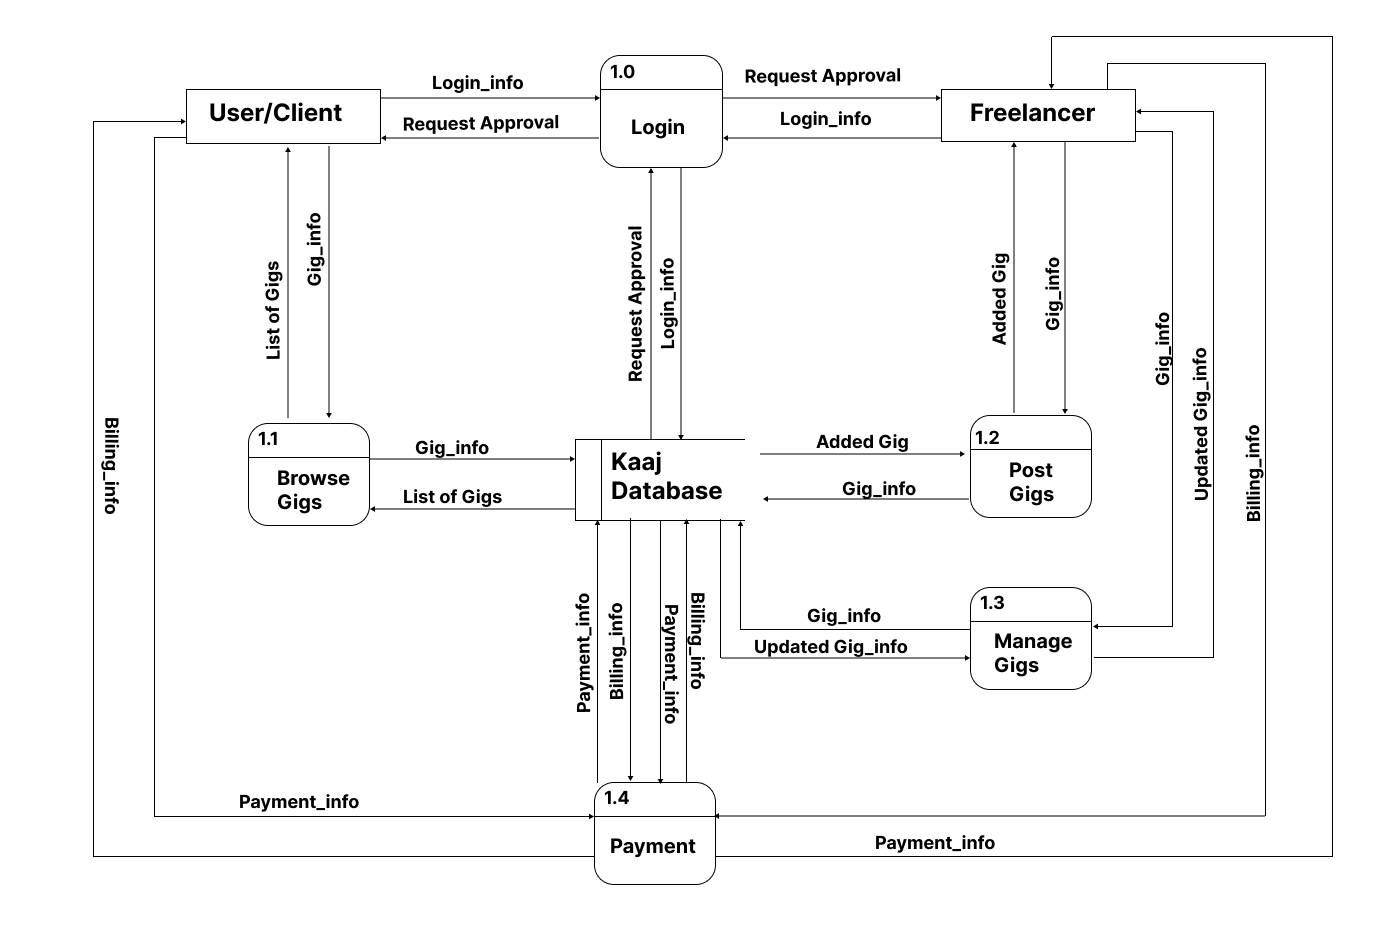 1.0
Login_info
Request Approval
User/Client
Freelancer
Login
Request Approval
Login_info
List of Gigs
Gig_info
Request Approval
Login_info
Added Gig
Gig_info
Gig_info
Updated Gig_info
Billing_info
Billing_info
1.1
Browse
Gigs
Gig_info
List of Gigs
Kaaj
Database
Added Gig
Gig_info
1.2
Post
Gigs
1.3
Manage
Gigs
Gig_info
Updated Gig_info
Payment_info
Billing_info
Payment_info
Billing_info
Payment_info
1.4
Payment
Payment_info